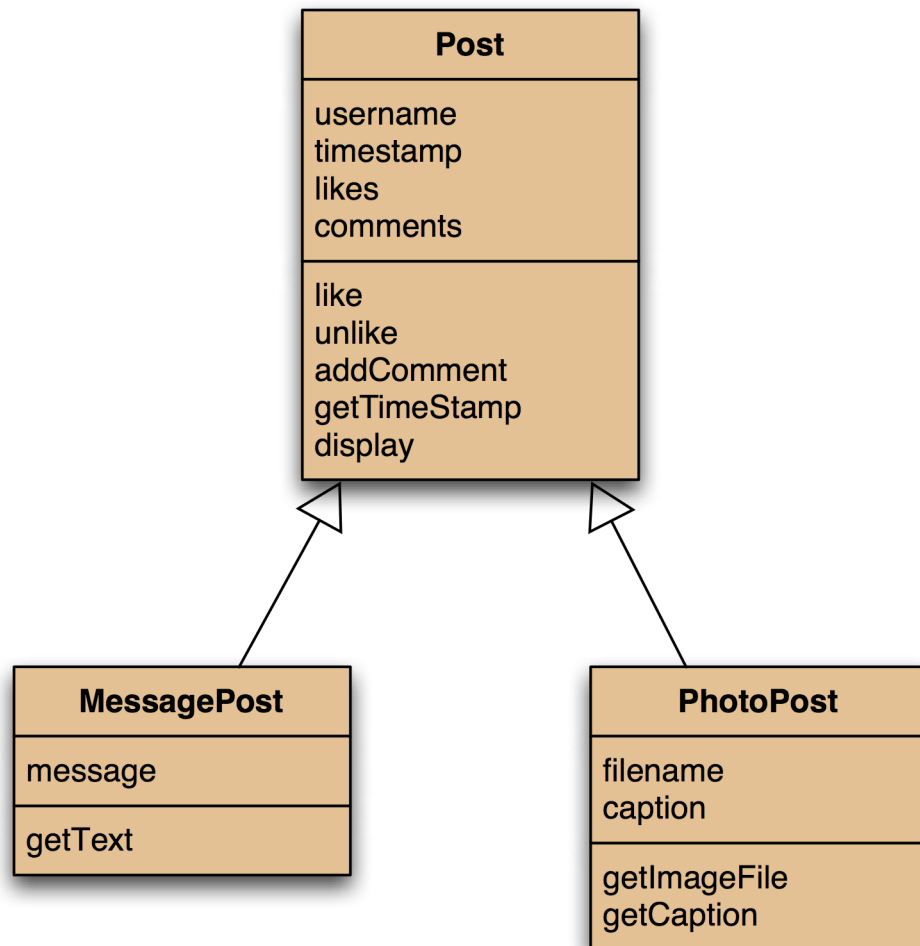 Post
username
timestamp
likes
comments
like
unlike
addComment
getTimeStamp
display
MessagePost
message
getText
PhotoPost
filename
caption
getImageFile
getCaption